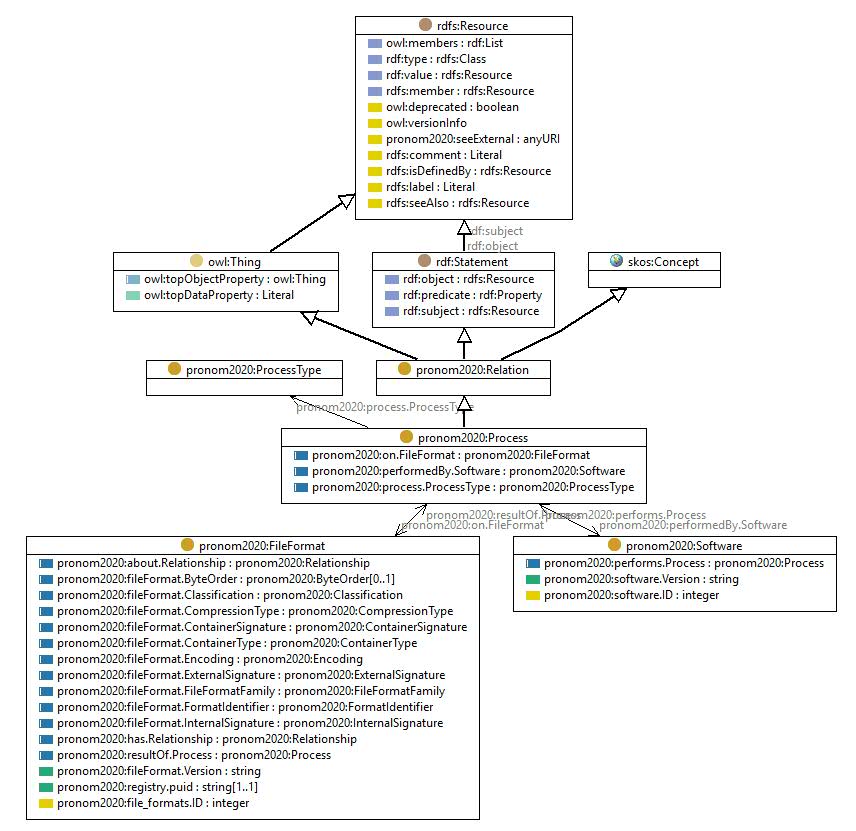 rdfs:Resource
owl:members : rdf:List
rdf:type : rdfs:Class
rdf:value : rdfs:Resource
rdfs:member : rdfs:Resource
owl:deprecated : boolean
owl:versionInfo
pronom2020:seeExternal : anyURI
rdfs:comment : Literal
rdfs:isDefinedBy : rdfs:Resource
rdfs:label : Literal
rdfs:seeAlso : rdfs:Resource
rdf:subject
rdf:object
owl:Thing
owl:topObjectProperty : owl:Thing
owl:topDataProperty : Literal
rdf:Statement
rdf:object : rdfs:Resource
rdf:predicate : rdf:Property
rdf:subject : rdfs:Resource
skos:Concept
pronom2020:ProcessType
pronom2020:Relation
pronom2020:process.ProcessType
pronom2020:Process
pronom2020:on.FileFormat : pronom2020:FileFormat
pronom2020:performedBy.Software : pronom2020:Software
pronom2020:process.ProcessType : pronom2020:ProcessType
pronom2020:resultOf.Process
pronom2020:performs.Process
pronom2020:on.FileFormat
pronom2020:performedBy.Software
pronom2020:FileFormat
pronom2020:about.Relationship : pronom2020:Relationship
pronom2020:fileFormat.ByteOrder : pronom2020:ByteOrder[0..1]
pronom2020:fileFormat.Classification : pronom2020:Classification
pronom2020:fileFormat.CompressionType : pronom2020:CompressionType
pronom2020:fileFormat.ContainerSignature : pronom2020:ContainerSignature
pronom2020:fileFormat.ContainerType : pronom2020:ContainerType
pronom2020:fileFormat.Encoding : pronom2020:Encoding
pronom2020:fileFormat.ExternalSignature : pronom2020:ExternalSignature
pronom2020:fileFormat.FileFormatFamily : pronom2020:FileFormatFamily
pronom2020:fileFormat.FormatIdentifier : pronom2020:FormatIdentifier
pronom2020:fileFormat.InternalSignature : pronom2020:InternalSignature
pronom2020:has.Relationship : pronom2020:Relationship
pronom2020:resultOf.Process : pronom2020:Process
pronom2020:fileFormat.Version : string
pronom2020:registry.puid : string[1..1]
pronom2020:file_formats.ID : integer
pronom2020:Software
pronom2020:performs.Process : pronom2020:Process
pronom2020:software.Version : string
pronom2020:software.ID : integer